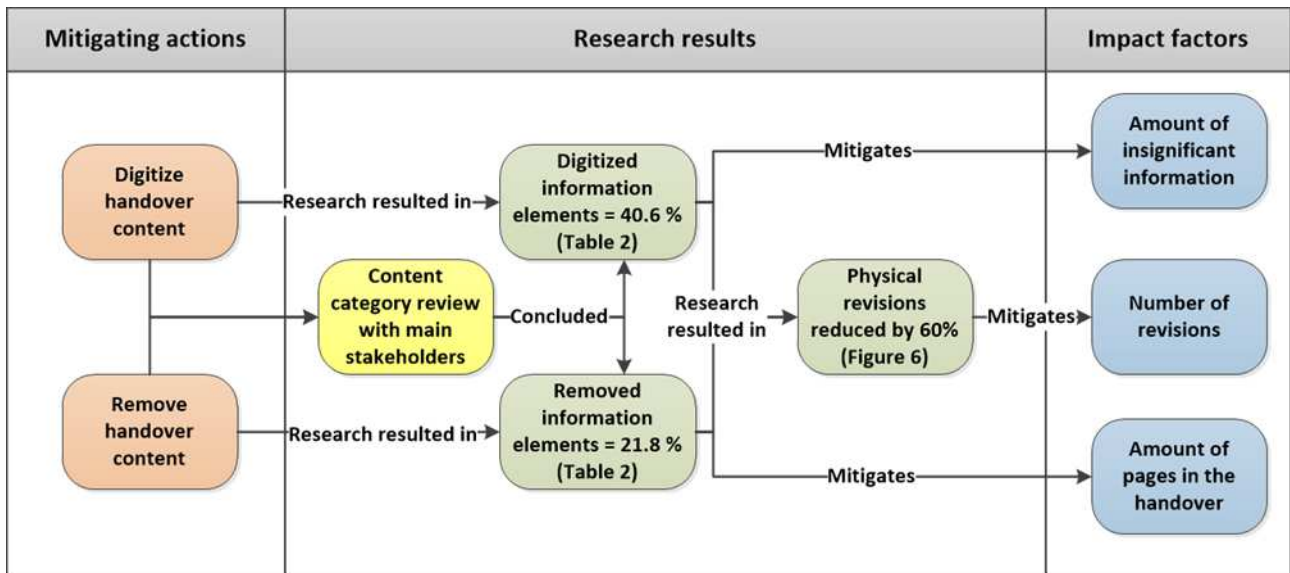 Mitigating actions
Research results
Impact factors
Digitize
handover
content
Research resulted in
Digitized
information
elements = 40.6 %
(Table 2)
Mitigates
Amount of
insignificant
information
Content
category review
with main
stakeholders
Concluded
Research
resulted in
Physical
revisions
reduced by 60%
(Figure 6)
Mitigates
Number of
revisions
Remove
handover
content
Research resulted in
Removed
information
elements = 21.8 %
(Table 2)
Mitigates
Amount of
pages in the
handover